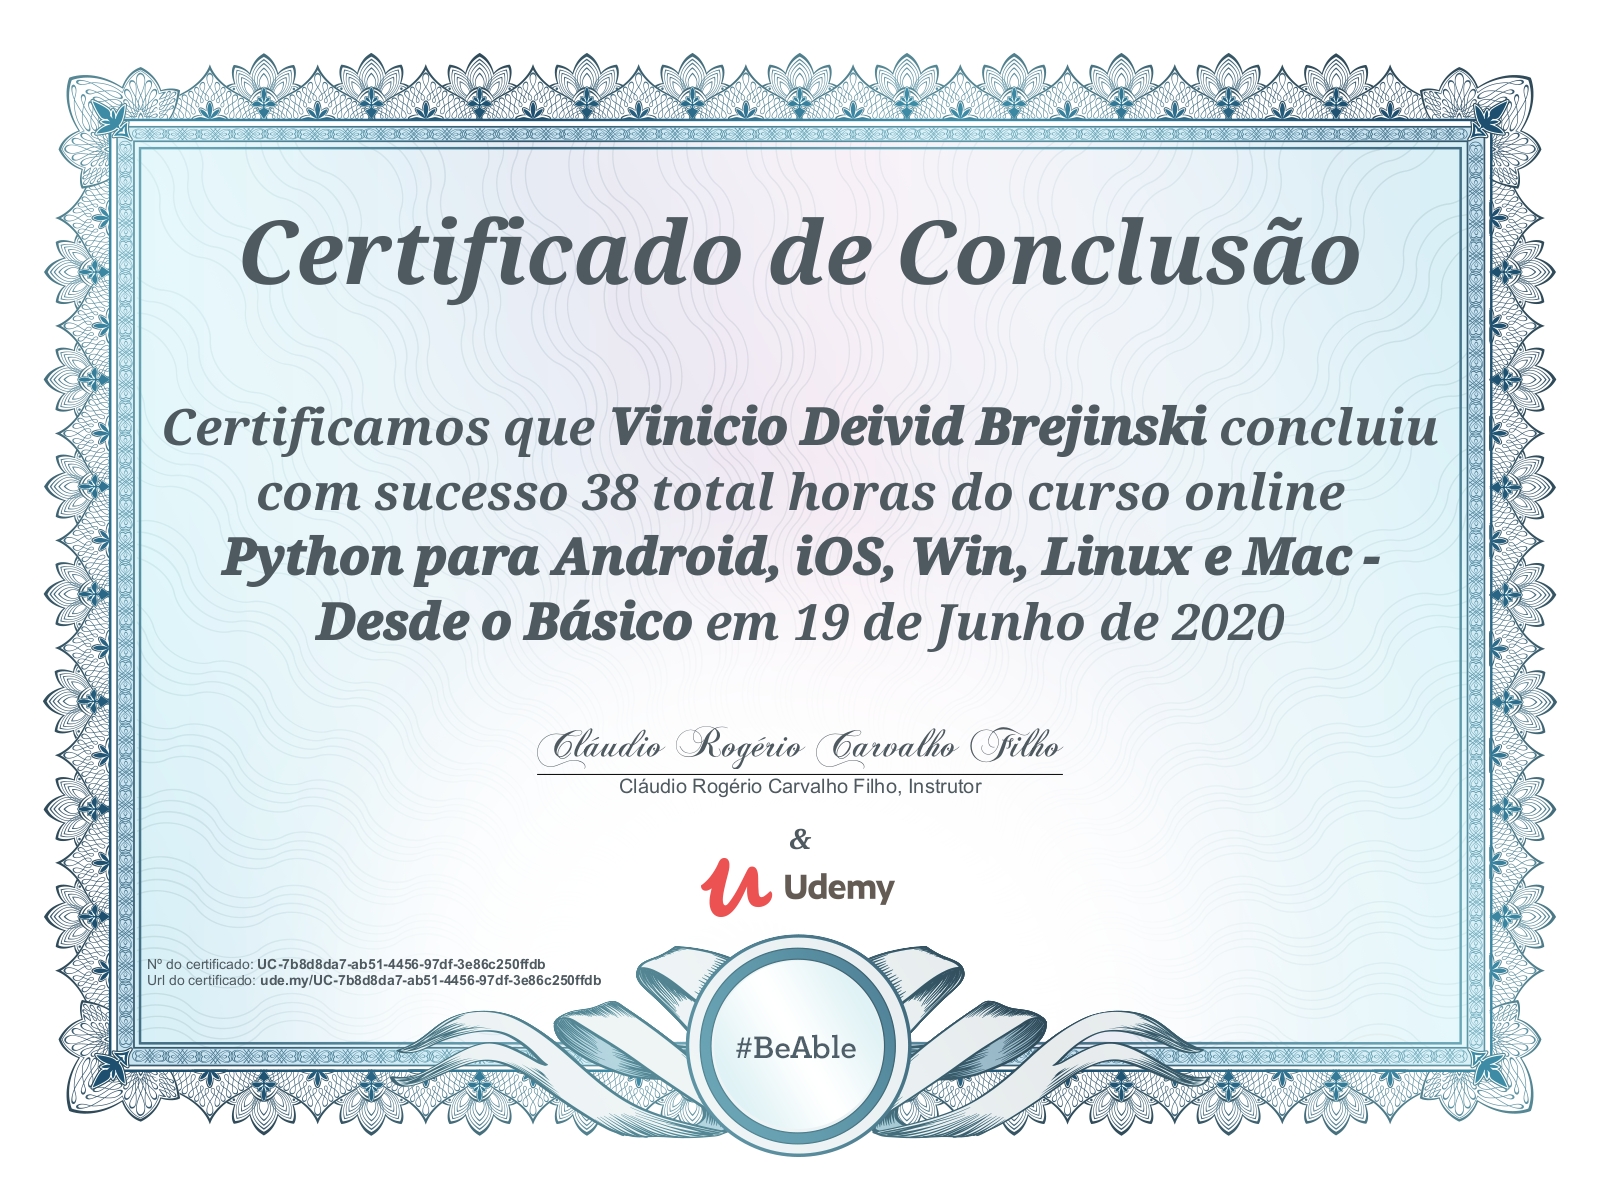 Certificado de Conclusão
Certificamos que Vinicio Deivid Brejinski concluiu
com sucesso 38 total horas do curso online
Python para Android, iOS, Win, Linux e Mac -
Desde o Básico em 19 de Junho de 2020
Cláudio Rogério Carvalho Filho
Cláudio Rogério Carvalho Filho, Instrutor
&
Udemy
Nº do certificado: UC-7b8d8da7-ab51-4456-97df-3e86c250ffdb
Url do certificado: ude.my/UC-7b8d8da7-ab51-4456-97df-3e86c250ffdb
#BeAble